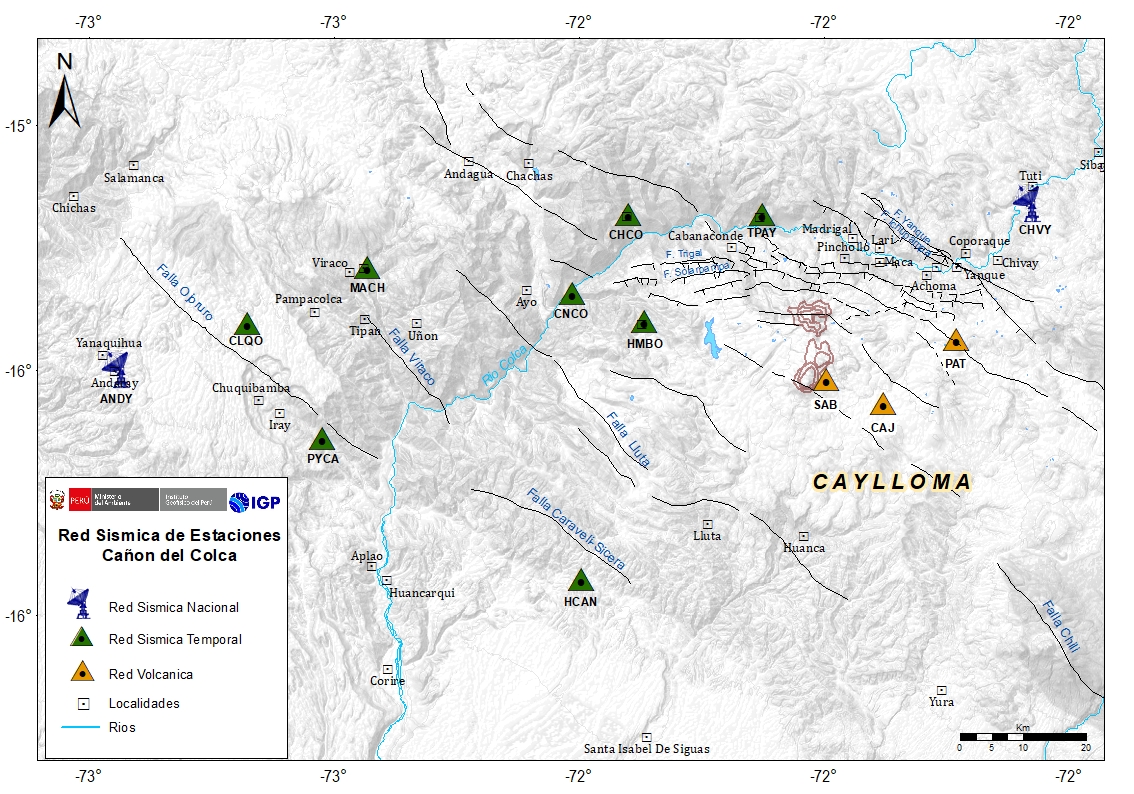 -73°
-73°
-72°
-72°
-72°
N
-15°
-16°
-16°
Salamanca
Chichas
Andagua
Chachas
Tuti
CHVY
CHCO
Cabanaconde
TPAY
Madrigal
Pinchollo
Lari
Maca
Coporaque
Chivay
Yanque
Achoma
F. Trigal
F. Solarpampa
F. Yanque
Viraco
MACH
Pampacolca
Tipan
Uñon
Ayo
CNCO
HMBO
Falla Ojoruro
Falla Viraco
Rio Colca
CLQO
Yanaquihua
Andaray
ANDY
Chuquibamba
Iray
PYCA
PAT
SAB
CAJ
Falla Lluta
CAYLLOMA
Falla Caraveli-Sicera
Lluta
Huanca
HCAN
Aplao
Huancarqui
Corire
Falla Chili
Yura
Santa Isabel De Siguas
PERÚ
Ministerio
del Ambiente
Instituto
Geofísico del Perú
IGP
Red Sismica de Estaciones
Cañon del Colca
Red Sismica Nacional
Red Sismica Temporal
Red Volcanica
Localidades
Rios
Km
0 5 10 20
-73°
-73°
-72°
-72°
-72°